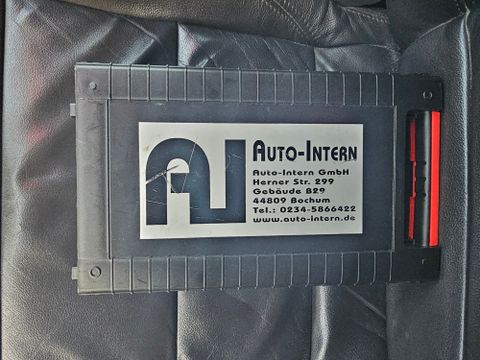 AI
AUTO-INTERN
Auto-Intern GmbH
Herner Str. 299
Gebäude B29
44809 Bochum
Tel.: 0234-5866422
www.auto-intern.de